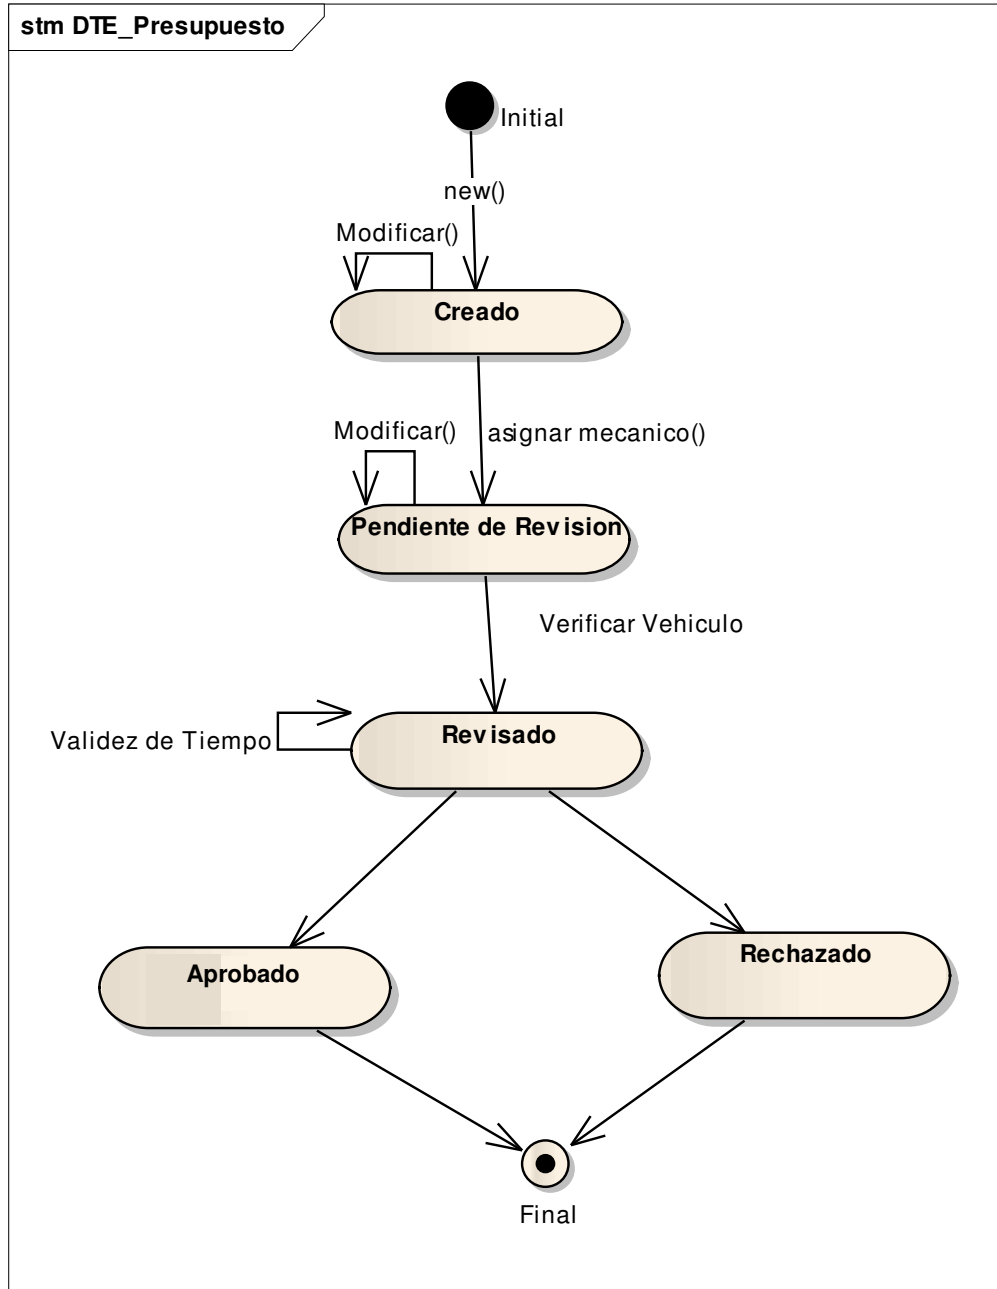 stm DTE_Presupuesto
Initial
new()
Modificar()
Creado
Modificar()
asignar mecanico()
Pendiente de Revision
Verificar Vehiculo
Revisado
Validez de Tiempo
Aprobado
Rechazado
Final